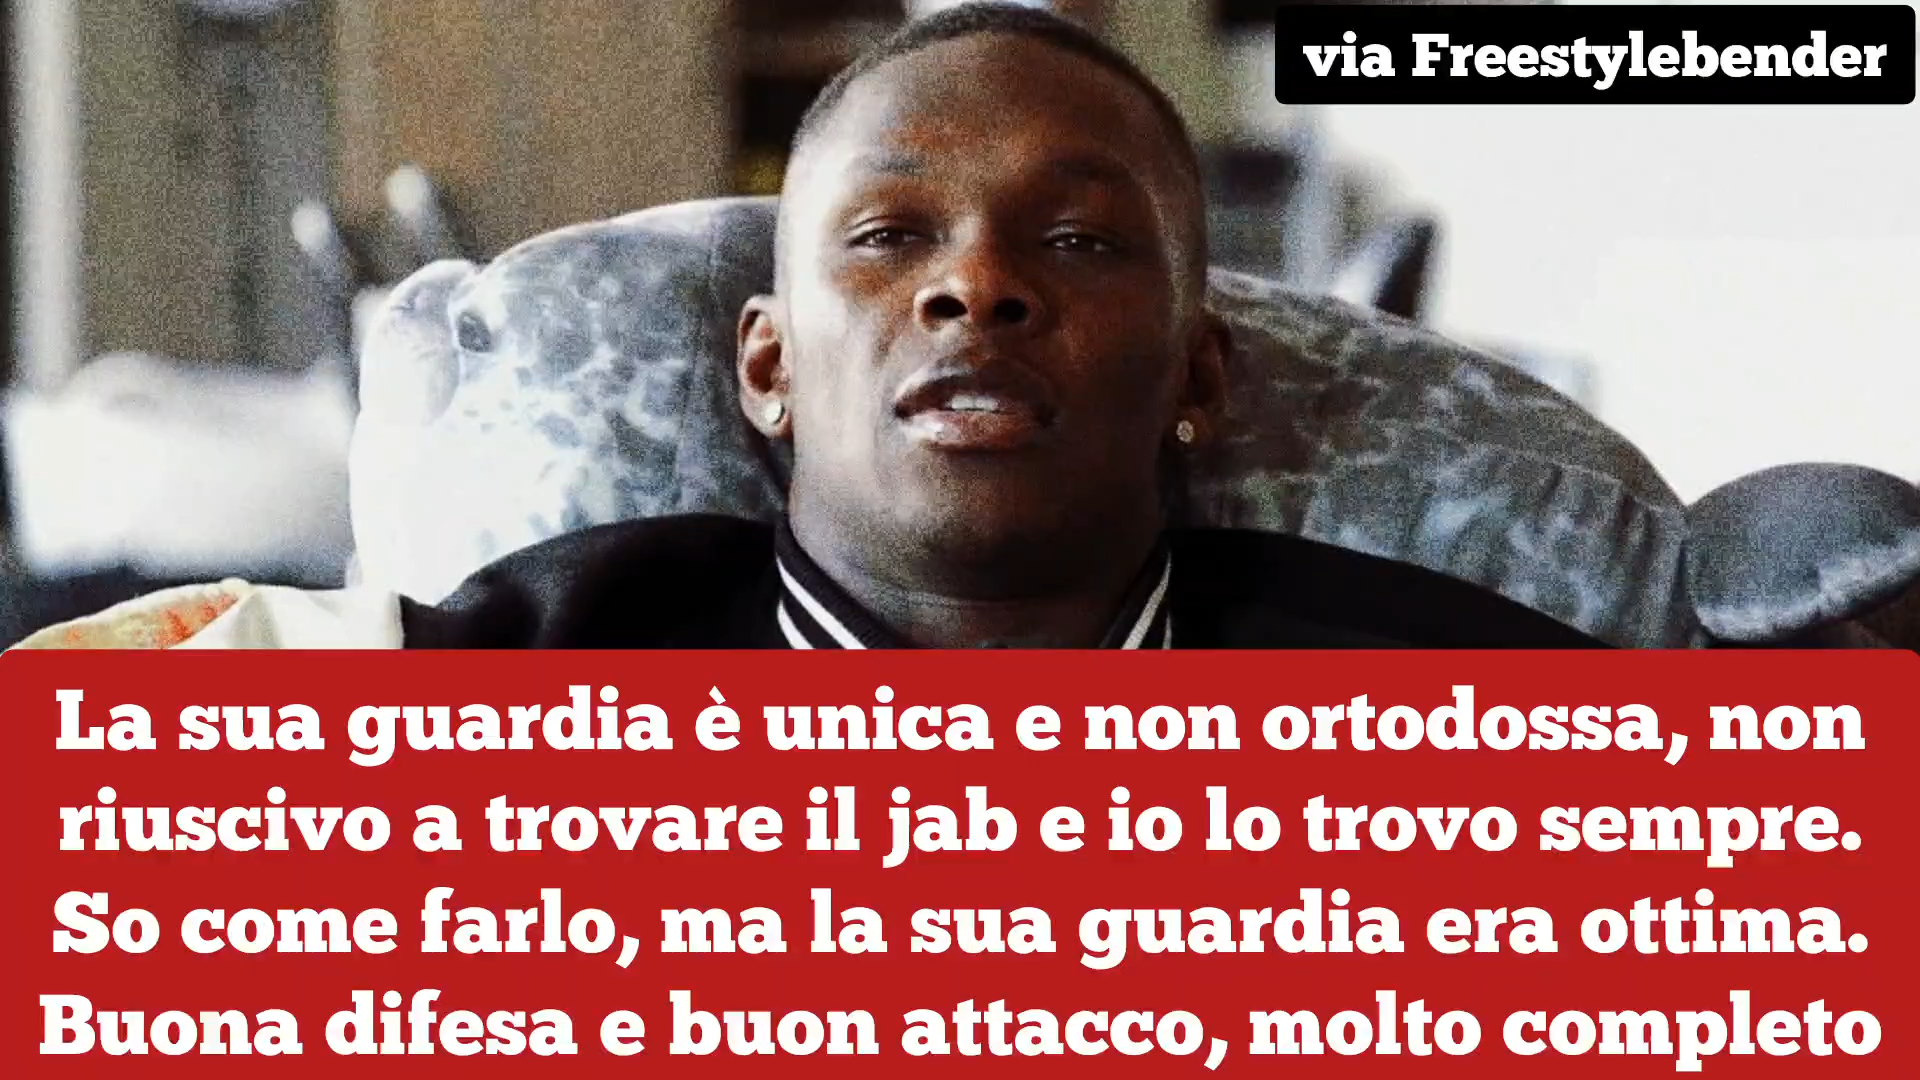 via Freestylebender
La sua guardia è unica e non ortodossa, non
riuscivo a trovare il jab e io lo trovo sempre.
So come farlo, ma la sua guardia era ottima.
Buona difesa e buon attacco, molto completo